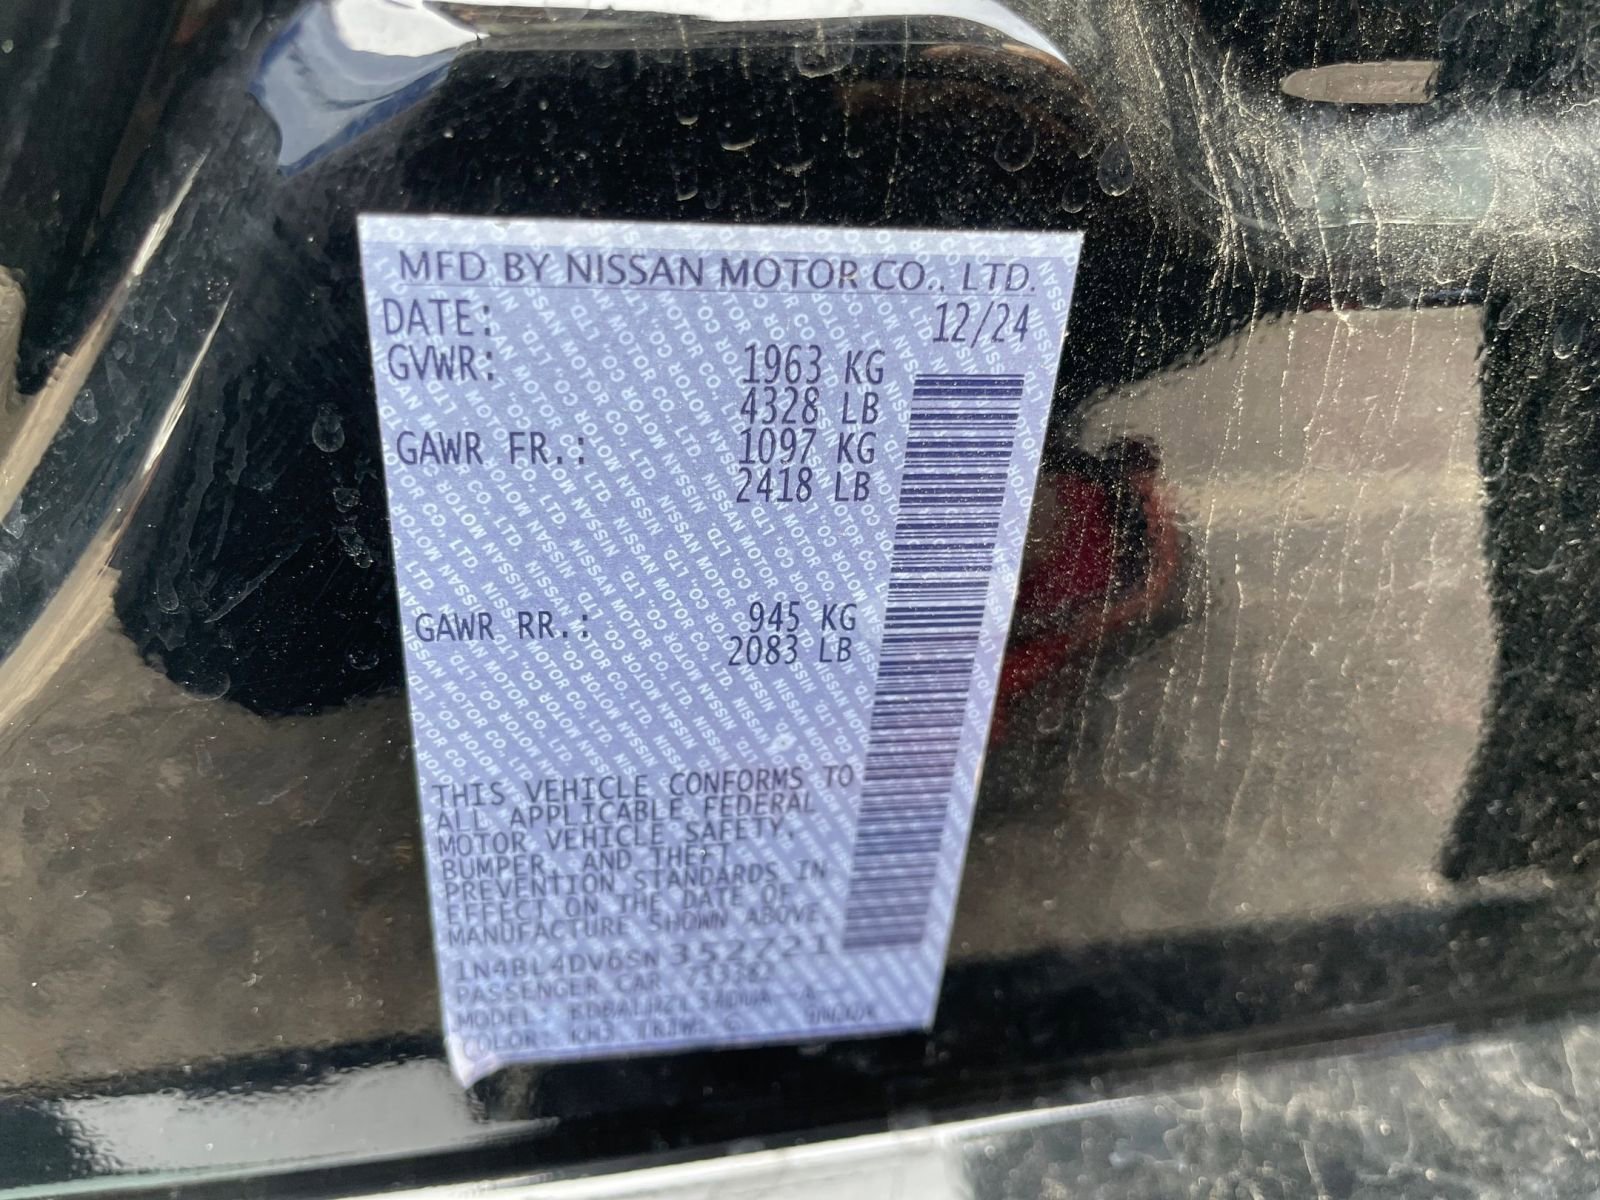 MFD BY NISSAN MOTOR CO., LTD.
DATE: 12/24
GVWR: 1963 KG
4328 LB
GAWR FR.: 1097 KG
2418 LB
GAWR RR.: 945 KG
2083 LB
THIS VEHICLE CONFORMS TO
ALL APPLICABLE FEDERAL
MOTOR VEHICLE SAFETY,
BUMPER, AND THEFT
PREVENTION STANDARDS IN
EFFECT ON THE DATE OF
MANUFACTURE SHOWN ABOVE
1N4BL4DV6SN352721
PASSENGER CAR
MODEL:
COLOR: KH3